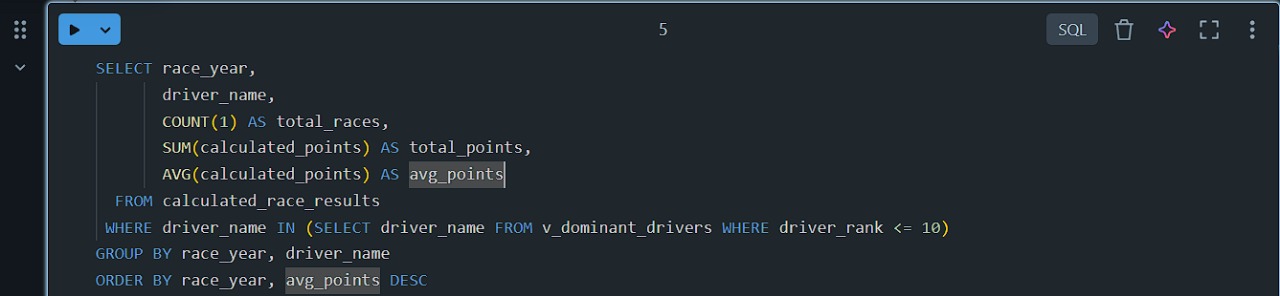 5
SQL
SELECT race_year,
driver_name,
COUNT(1) AS total_races,
SUM(calculated_points) AS total_points,
AVG(calculated_points) AS avg_points
FROM calculated_race_results
WHERE driver_name IN (SELECT driver_name FROM v_dominant_drivers WHERE driver_rank <= 10)
GROUP BY race_year, driver_name
ORDER BY race_year, avg_points DESC